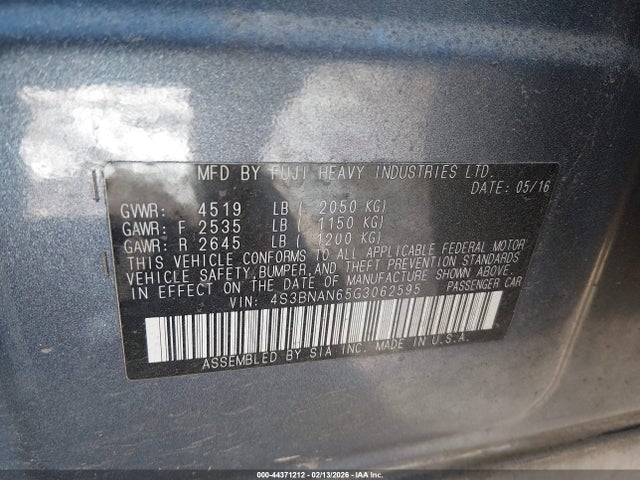 MFD BY FUJI HEAVY INDUSTRIES LTD.
DATE: 05/16
GVWR: 4519 LB ( 2050 KG)
GAWR: F 2535 LB ( 1150 KG)
GAWR: R 2645 LB ( 1200 KG)
THIS VEHICLE CONFORMS TO ALL APPLICABLE FEDERAL MOTOR
VEHICLE SAFETY,BUMPER,AND THEFT PREVENTION STANDARDS
IN EFFECT ON THE DATE OF MANUFACTURE SHOWN ABOVE.
VIN: 4S3BNAN65G3062595 PASSENGER CAR
ASSEMBLED BY SIA INC. MADE IN U.S.A.
000-44371212 - 02/13/2026 - IAAI.COM